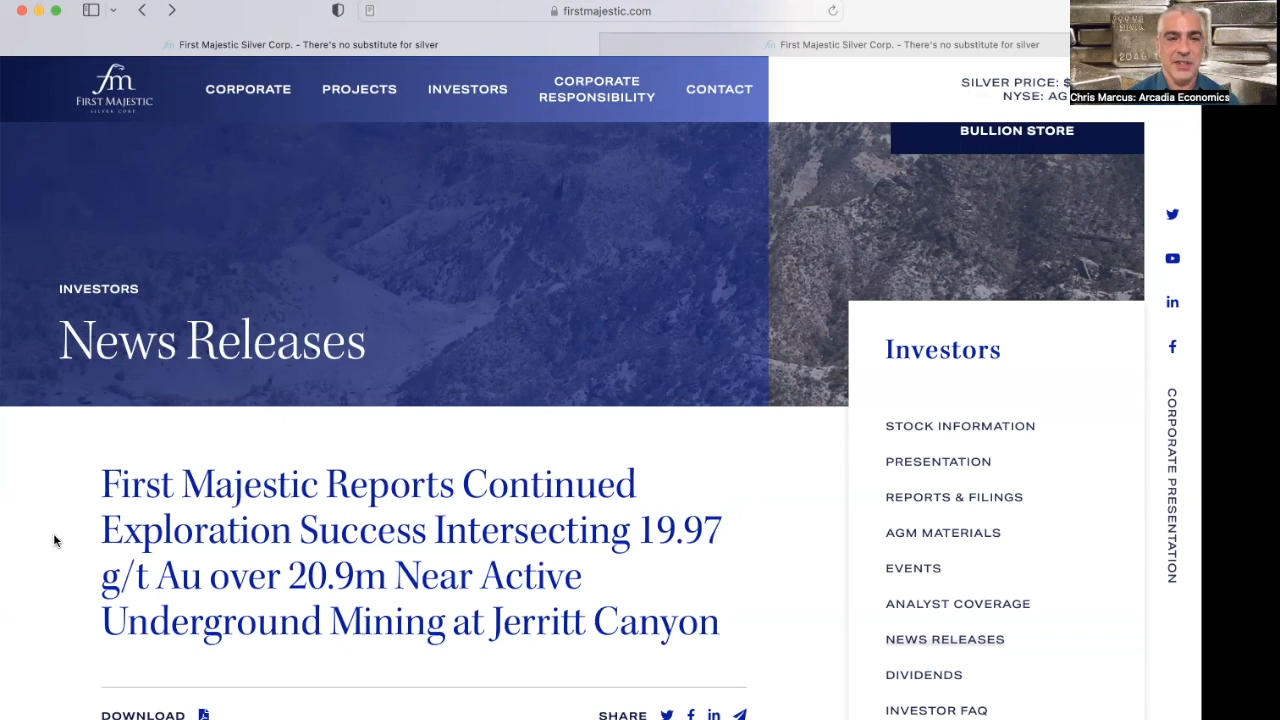 firstmajestic.com
First Majestic Silver Corp. - There's no substitute for silver
First Majestic Silver Corp. - There's no substitute for silver
fm
FIRST MAJESTIC
SILVER CORP
CORPORATE
PROJECTS
INVESTORS
CORPORATE
RESPONSIBILITY
CONTACT
SILVER PRICE: $
NYSE: AG
Chris Marcus: Arcadia Economics
BULLION STORE
INVESTORS
News Releases
First Majestic Reports Continued
Exploration Success Intersecting 19.97
g/t Au over 20.9m Near Active
Underground Mining at Jerritt Canyon
DOWNLOAD
SHARE
Investors
STOCK INFORMATION
PRESENTATION
REPORTS & FILINGS
AGM MATERIALS
EVENTS
ANALYST COVERAGE
NEWS RELEASES
DIVIDENDS
INVESTOR FAQ
CORPORATE PRESENTATION